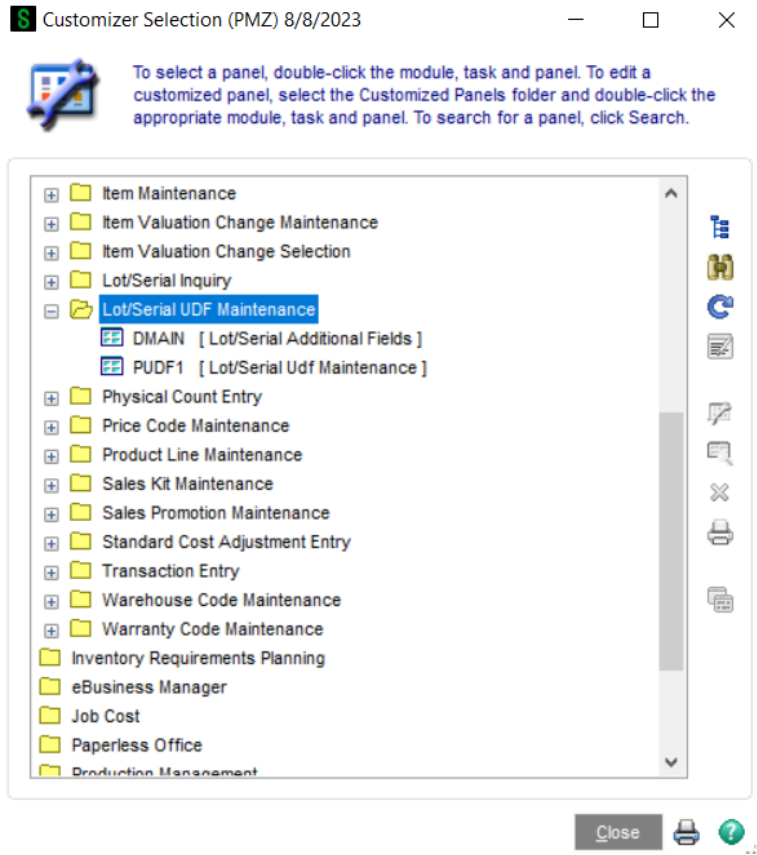 S Customizer Selection (PMZ) 8/8/2023
To select a panel, double-click the module, task and panel. To edit a
customized panel, select the Customized Panels folder and double-click the
appropriate module, task and panel. To search for a panel, click Search.
Item Maintenance
Item Valuation Change Maintenance
Item Valuation Change Selection
Lot/Serial Inquiry
Lot/Serial UDF Maintenance
DMAIN [ Lot/Serial Additional Fields ]
PUDF1 [ Lot/Serial Udf Maintenance ]
Physical Count Entry
Price Code Maintenance
Product Line Maintenance
Sales Kit Maintenance
Sales Promotion Maintenance
Standard Cost Adjustment Entry
Transaction Entry
Warehouse Code Maintenance
Warranty Code Maintenance
Inventory Requirements Planning
eBusiness Manager
Job Cost
Paperless Office
Production Management
Close